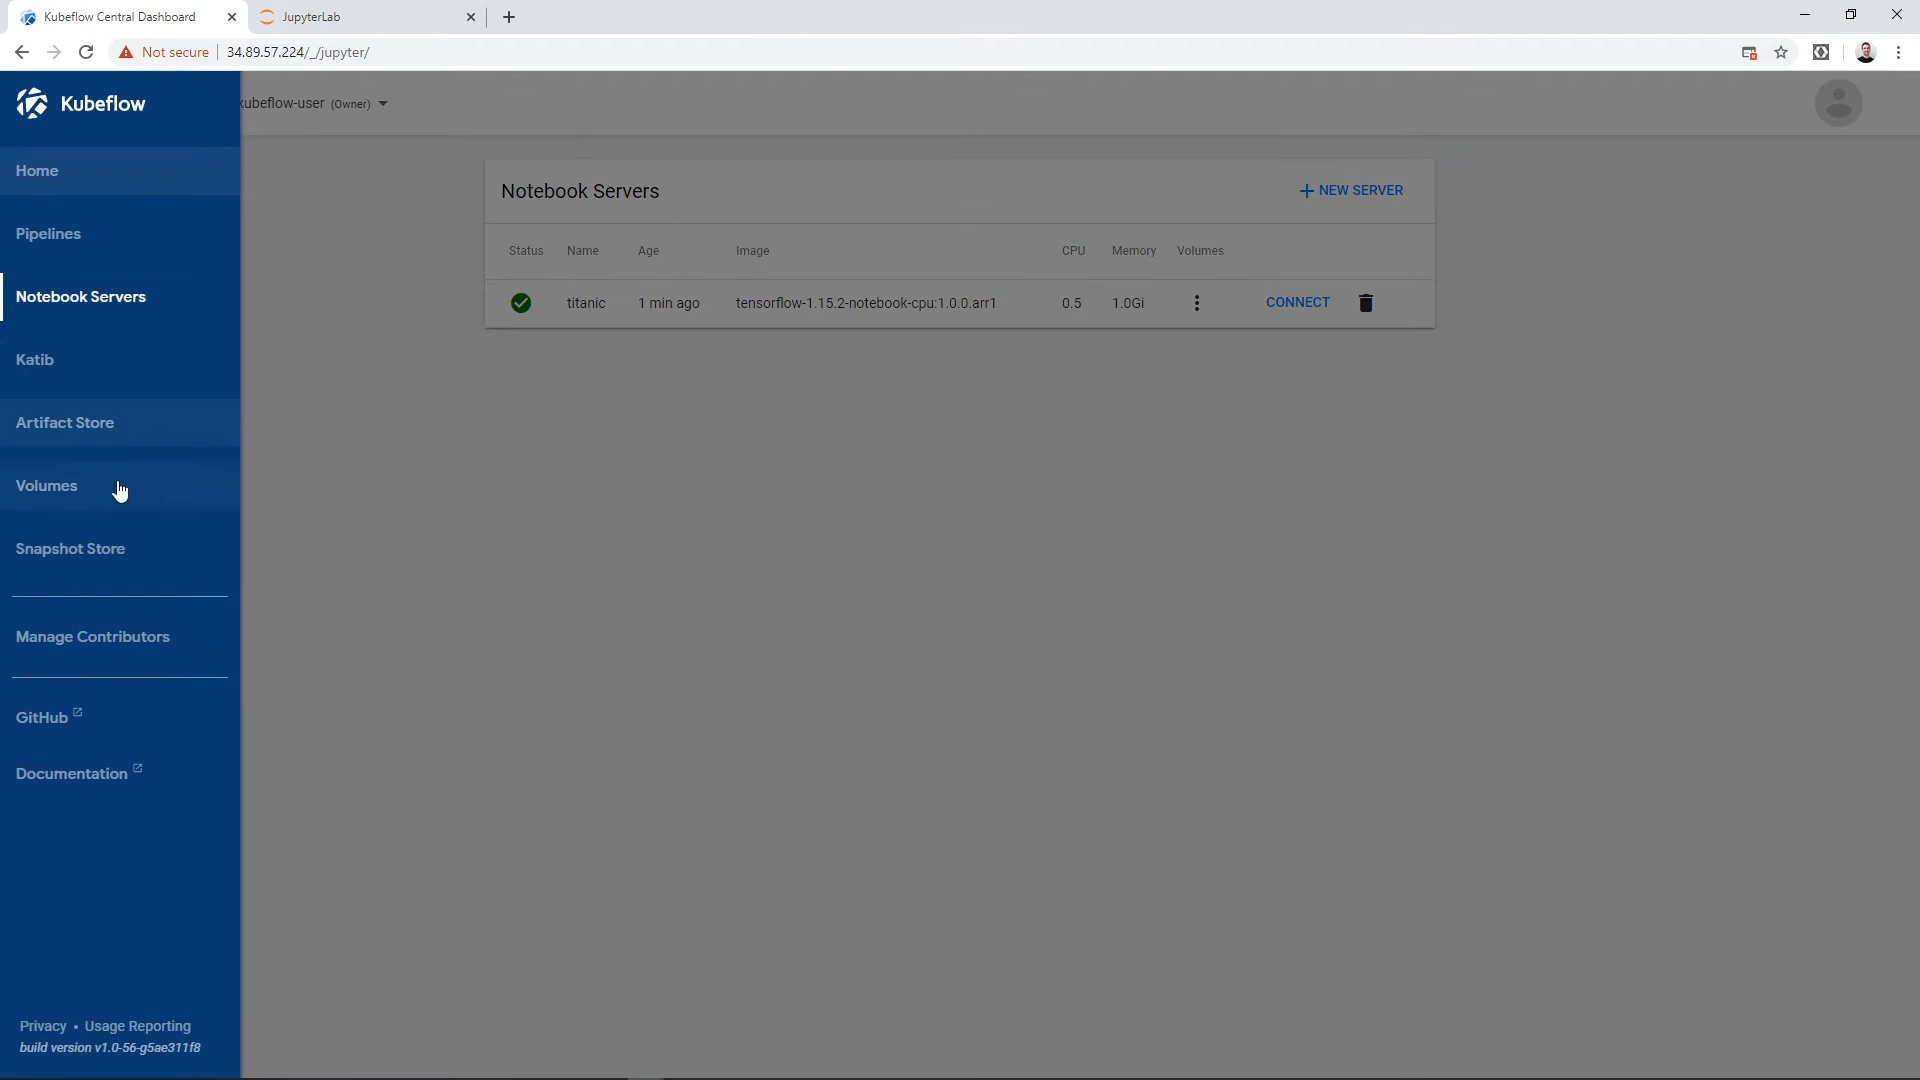 Kubeflow Central Dashboard
JupyterLab
Not secure
34.89.57.224/_/jupyter/
Kubeflow
kubeflow-user (Owner)
Home
Pipelines
Notebook Servers
Katib
Artifact Store
Volumes
Snapshot Store
Manage Contributors
GitHub
Documentation
Privacy • Usage Reporting
build version v1.0-56-g5ae311f8
Notebook Servers
NEW SERVER
Status Name Age Image CPU Memory Volumes
titanic 1 min ago tensorflow-1.15.2-notebook-cpu:1.0.0.arr1 0.5 1.0Gi CONNECT